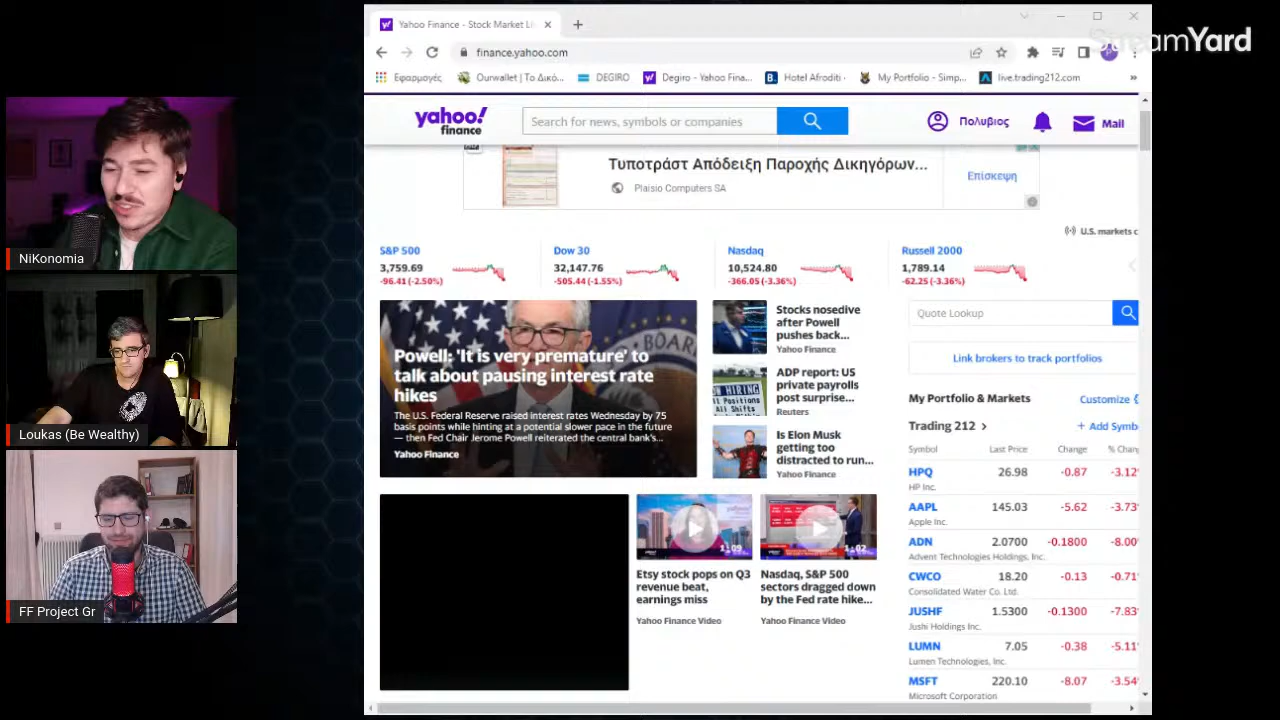 Yahoo Finance - Stock Market Li
finance.yahoo.com
StreamYard
Εφαρμογές
Ourwallet | Το Δικό...
DEGIRO
Degiro - Yahoo Fina...
Hotel Afroditi -
My Portfolio - Simp...
live.trading212.com
»
yahoo!
finance
Search for news, symbols or companies
Πολυβιος
Mail
Τυποτράστ Απόδειξη Παροχής Δικηγόρων...
Plaisio Computers SA
Επίσκεψη
U.S. markets c
S&P 500
3,759.69
-96.41 (-2.50%)
Dow 30
32,147.76
-505.44 (-1.55%)
Nasdaq
10,524.80
-366.05 (-3.36%)
Russell 2000
1,789.14
-62.25 (-3.36%)
Powell: 'It is very premature' to
talk about pausing interest rate
hikes
The U.S. Federal Reserve raised interest rates Wednesday by 75
basis points while hinting at a potential slower pace in the future
— then Fed Chair Jerome Powell reiterated the central bank's...
Yahoo Finance
Stocks nosedive
after Powell
pushes back...
Yahoo Finance
ADP report: US
private payrolls
post surprise...
Reuters
Is Elon Musk
getting too
distracted to run...
Yahoo Finance
1:09
Etsy stock pops on Q3
revenue beat,
earnings miss
Yahoo Finance Video
1:02
Nasdaq, S&P 500
sectors dragged down
by the Fed rate hike...
Yahoo Finance Video
Quote Lookup
Link brokers to track portfolios
My Portfolio & Markets
Customize
Trading 212 >
+ Add Symb
Symbol Last Price Change % Chang
HPQ 26.98 -0.87 -3.12
HP Inc.
AAPL 145.03 -5.62 -3.73
Apple Inc.
ADN 2.0700 -0.1800 -8.00
Advent Technologies Holdings, Inc.
CWCO 18.20 -0.13 -0.71
Consolidated Water Co. Ltd.
JUSHF 1.5300 -0.1300 -7.83
Jushi Holdings Inc.
LUMN 7.05 -0.38 -5.11
Lumen Technologies, Inc.
MSFT 220.10 -8.07 -3.54
Microsoft Corporation
NiKonomia
Loukas (Be Wealthy)
FF Project Gr